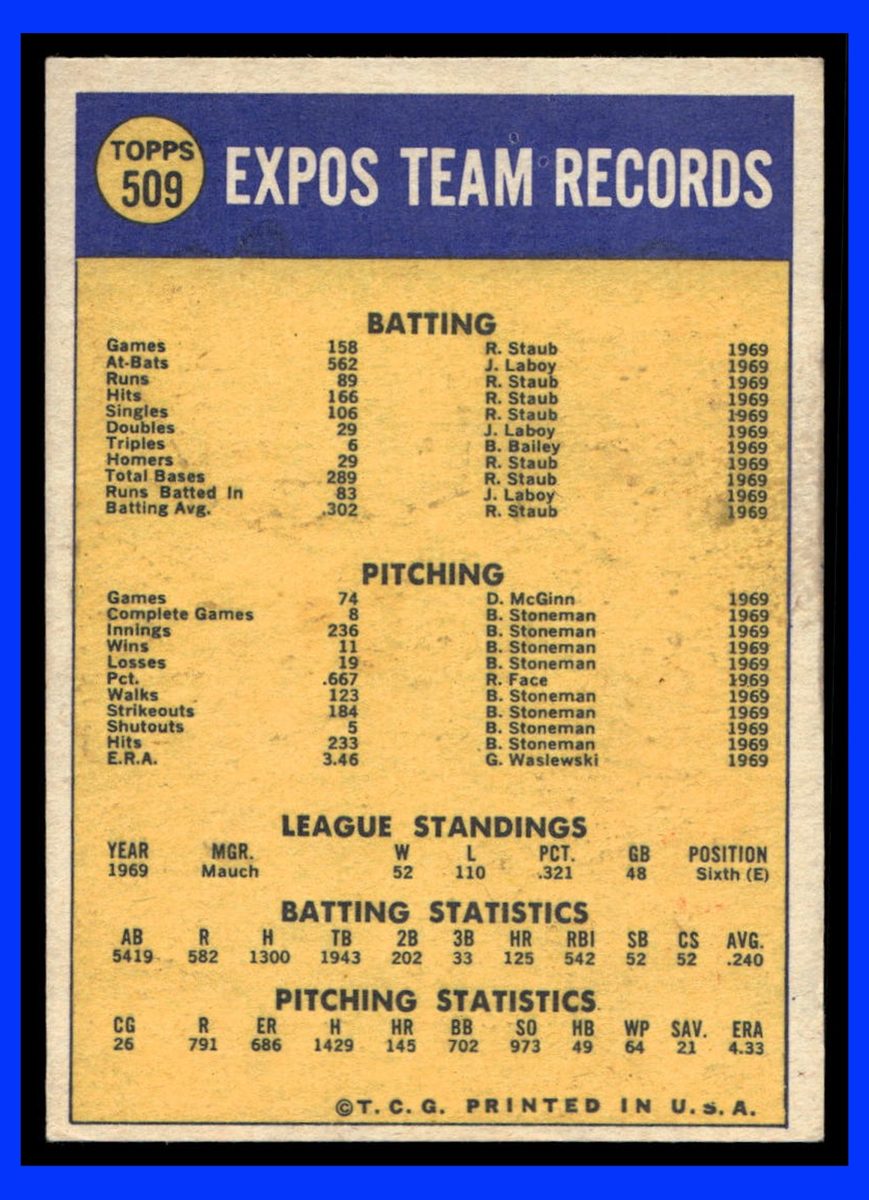 TOPPS
509
EXPOS TEAM RECORDS
BATTING
Games 158 R. Staub 1969
At-Bats 562 J. Laboy 1969
Runs 89 R. Staub 1969
Hits 166 R. Staub 1969
Singles 106 R. Staub 1969
Doubles 29 J. Laboy 1969
Triples 6 B. Bailey 1969
Homers 29 R. Staub 1969
Total Bases 289 R. Staub 1969
Runs Batted In 83 J. Laboy 1969
Batting Avg. .302 R. Staub 1969
PITCHING
Games 74 D. McGinn 1969
Complete Games 8 B. Stoneman 1969
Innings 236 B. Stoneman 1969
Wins 11 B. Stoneman 1969
Losses 19 B. Stoneman 1969
Pct. .667 R. Face 1969
Walks 123 B. Stoneman 1969
Strikeouts 184 B. Stoneman 1969
Shutouts 5 B. Stoneman 1969
Hits 233 B. Stoneman 1969
E.R.A. 3.46 G. Waslewski 1969
LEAGUE STANDINGS
YEAR MGR. W L PCT. GB POSITION
1969 Mauch 52 110 .321 48 Sixth (E)
BATTING STATISTICS
AB R H TB 2B 3B HR RBI SB CS AVG.
5419 582 1300 1943 202 33 125 542 52 52 .240
PITCHING STATISTICS
CG R ER H HR BB SO HB WP SAV. ERA
26 791 686 1429 145 702 973 49 64 21 4.33
©T.C.G. PRINTED IN U.S.A.